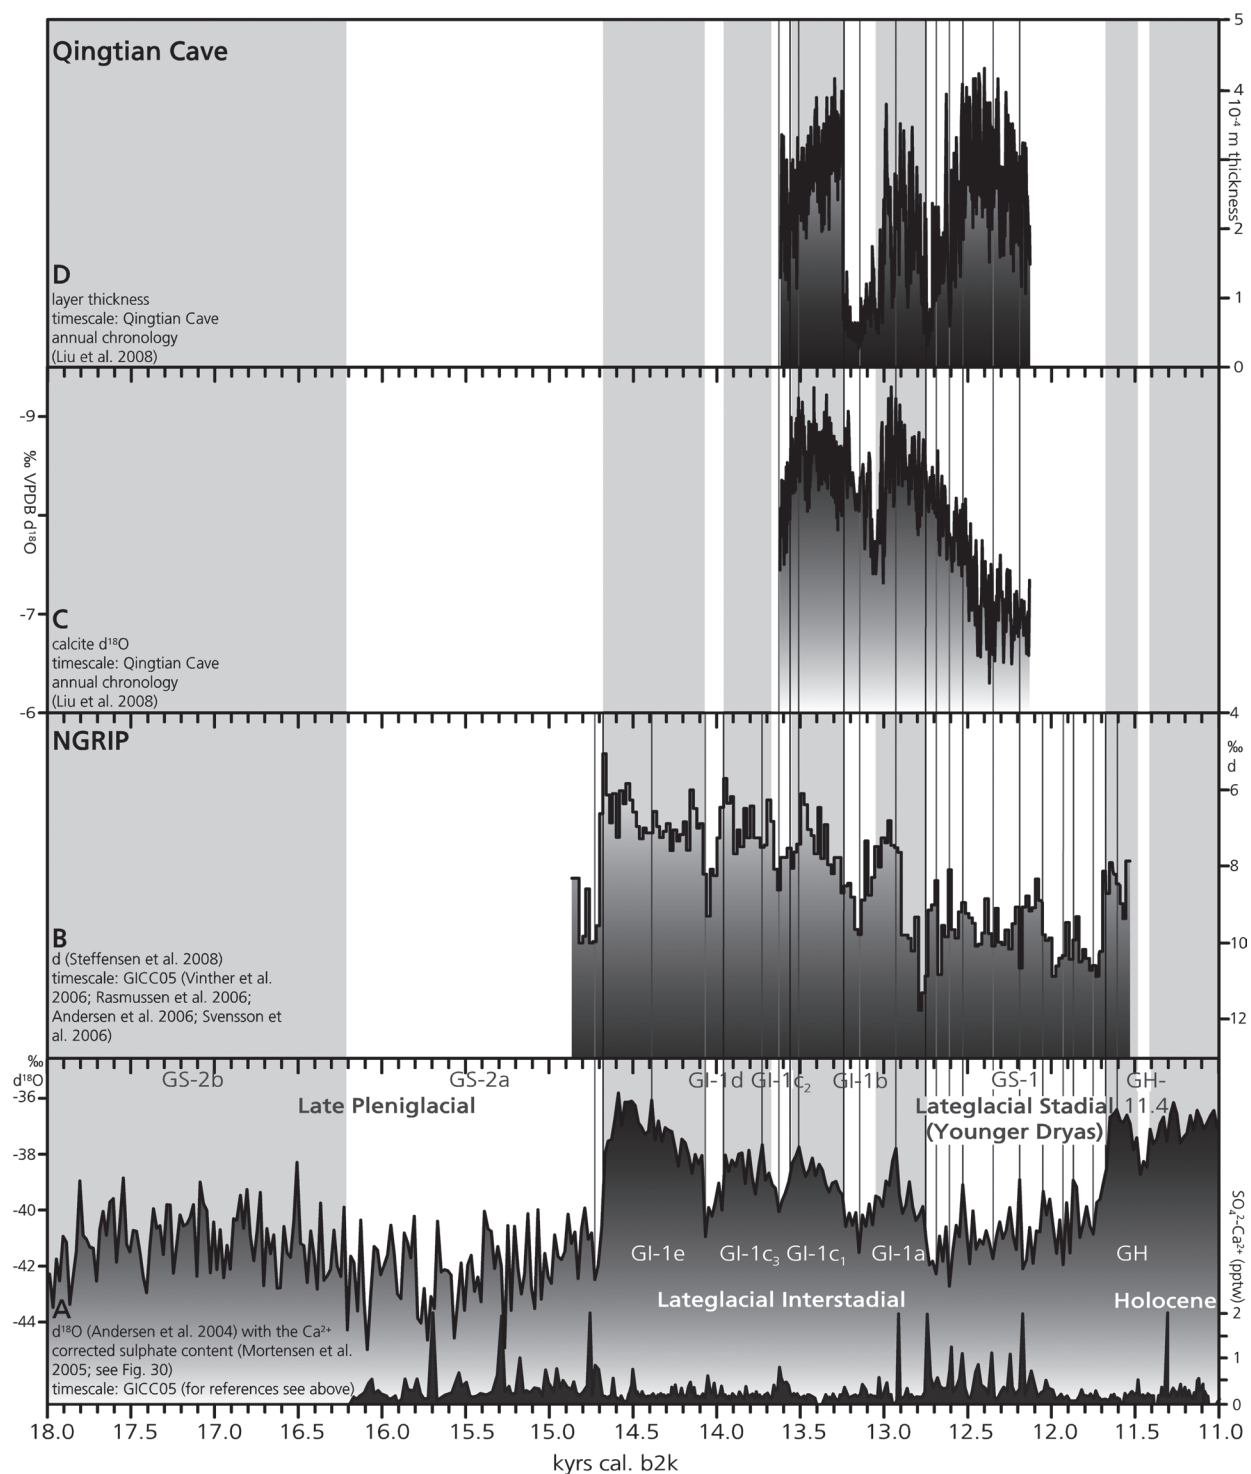 Qingtian Cave
5
4
10⁻⁴ m thickness
2
1
0
D
layer thickness
timescale: Qingtian Cave
annual chronology
(Liu et al. 2008)
-9
‰ VPDB d¹⁸O
-7
-6
C
calcite d¹⁸O
timescale: Qingtian Cave
annual chronology
(Liu et al. 2008)
NGRIP
4
‰
d
6
8
10
12
B
d (Steffensen et al. 2008)
timescale: GICC05 (Vinther et al.
2006; Rasmussen et al. 2006;
Andersen et al. 2006; Svensson et
al. 2006)
‰
d¹⁸O
-36
-38
-40
-42
-44
GS-2b GS-2a GI-1d GI-1c₂ GI-1b GS-1 GH-
11.4
Late Pleniglacial
Lateglacial Stadial
(Younger Dryas)
GI-1e GI-1c₃ GI-1c₁ GI-1a GH
Lateglacial Interstadial Holocene
SO₄²-Ca²⁺ (pptw)
2
1
0
A
d¹⁸O (Andersen et al. 2004) with the Ca²⁺
corrected sulphate content (Mortensen et al.
2005; see Fig. 30)
timescale: GICC05 (for references see above)
18.0 17.5 17.0 16.5 16.0 15.5 15.0 14.5 14.0 13.5 13.0 12.5 12.0 11.5 11.0
kyrs cal. b2k